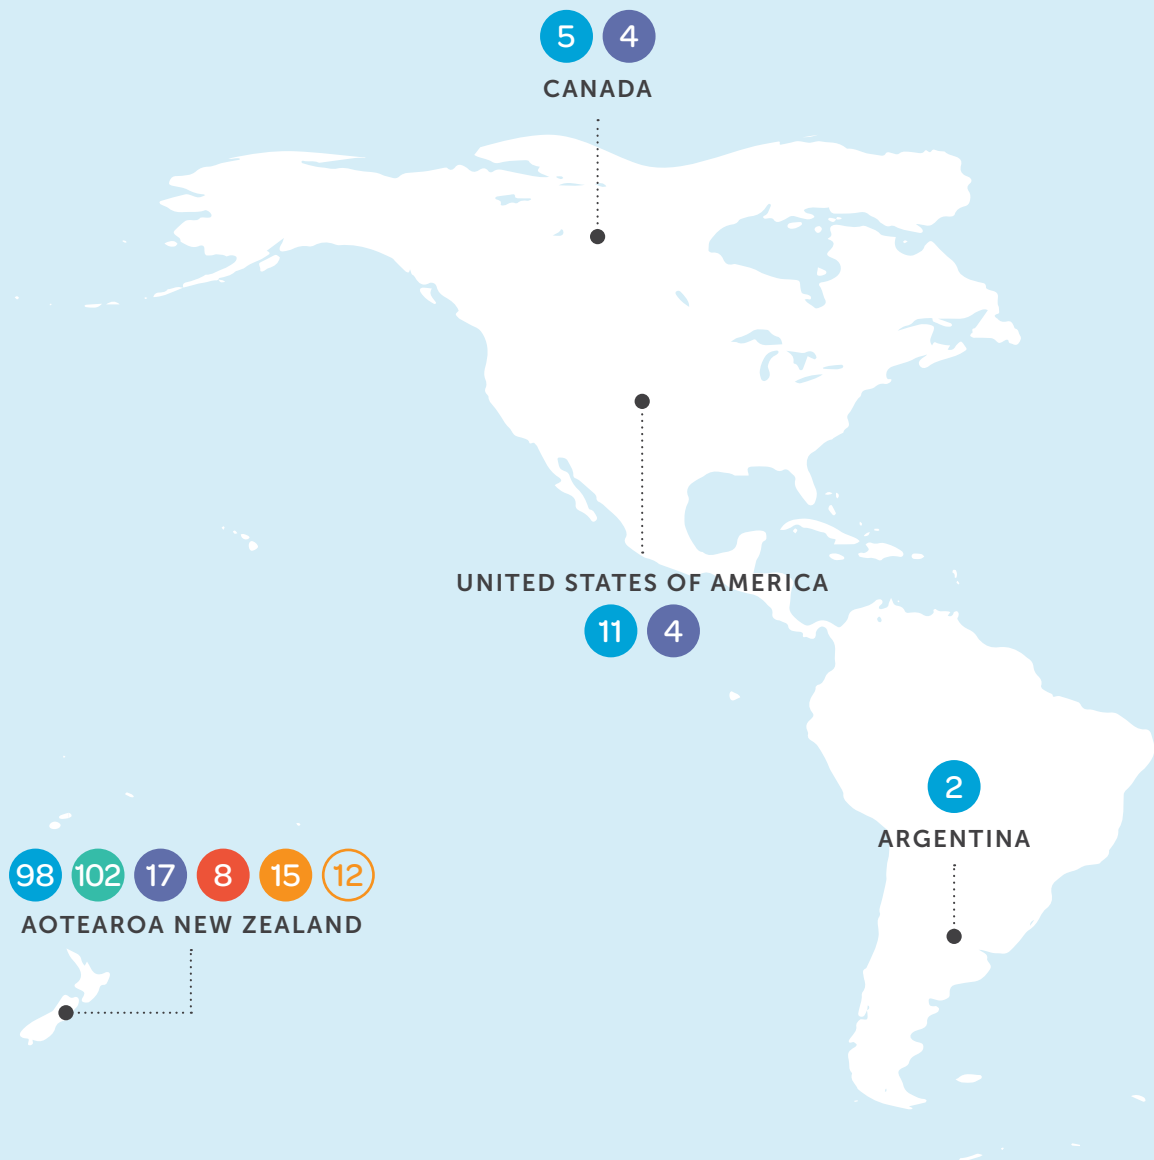 5 4
CANADA
UNITED STATES OF AMERICA
11 4
2
ARGENTINA
98 102 17 8 15 12
AOTEAROA NEW ZEALAND